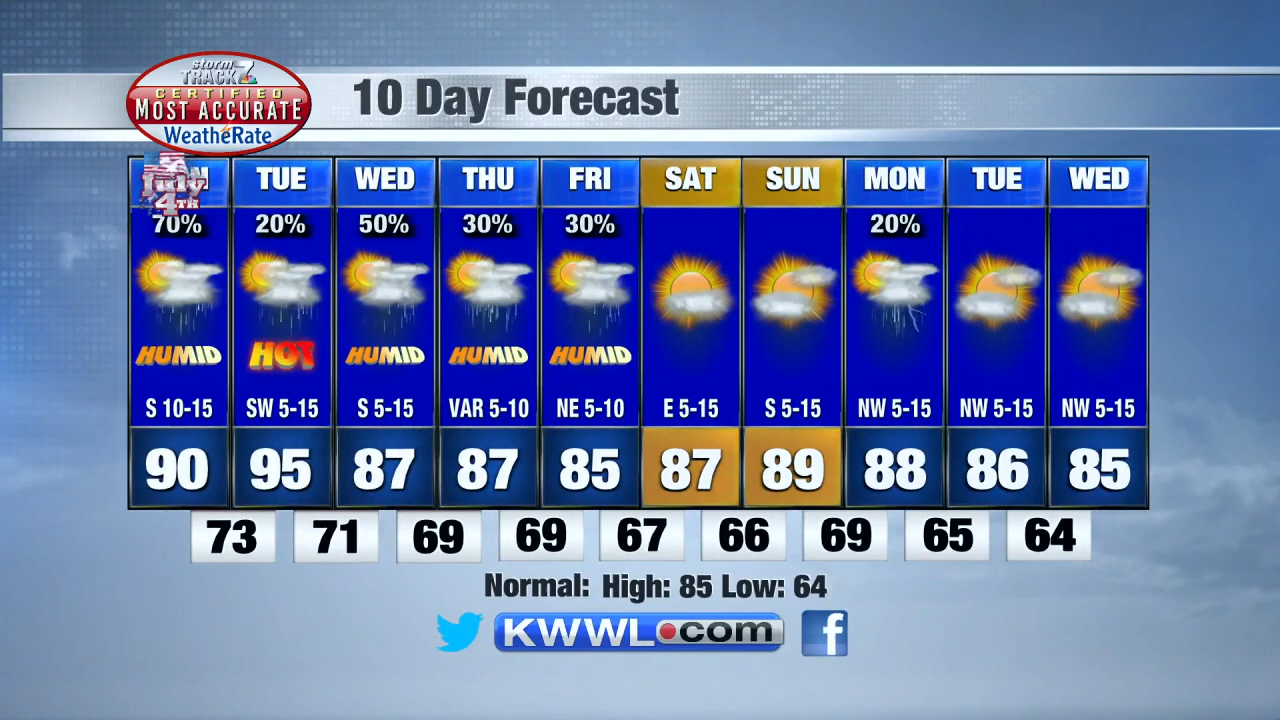 storm
TRACK 7
CERTIFIED
MOST ACCURATE
WeatheRate
10 Day Forecast
July 4TH TUE WED THU FRI SAT SUN MON TUE WED
70% 20% 50% 30% 30% 20%
HUMID HOT HUMID HUMID HUMID
S 10-15 SW 5-15 S 5-15 VAR 5-10 NE 5-10 E 5-15 S 5-15 NW 5-15 NW 5-15 NW 5-15
90 95 87 87 85 87 89 88 86 85
73 71 69 69 67 66 69 65 64
Normal: High: 85 Low: 64
KWWL.com f